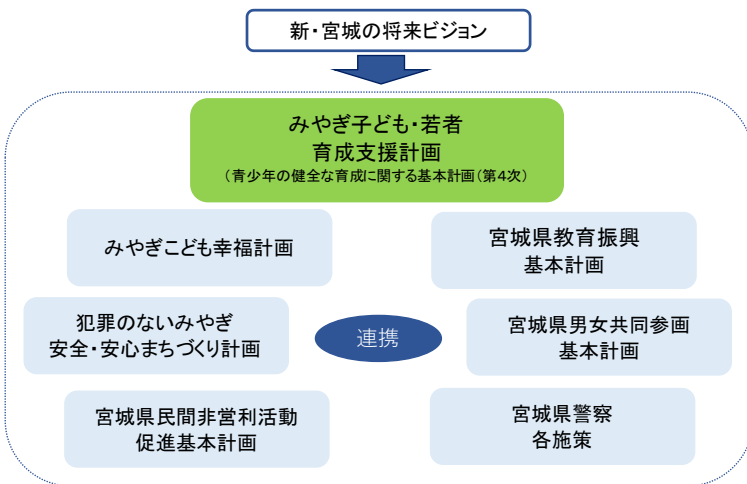 新・宮城の将来ビジョン
みやぎ子ども・若者
育成支援計画
(青少年の健全な育成に関する基本計画(第4次)
みやぎこども幸福計画
宮城県教育振興
基本計画
犯罪のないみやぎ
安全・安心まちづくり計画
連携
宮城県男女共同参画
基本計画
宮城県民間非営利活動
促進基本計画
宮城県警察
各施策